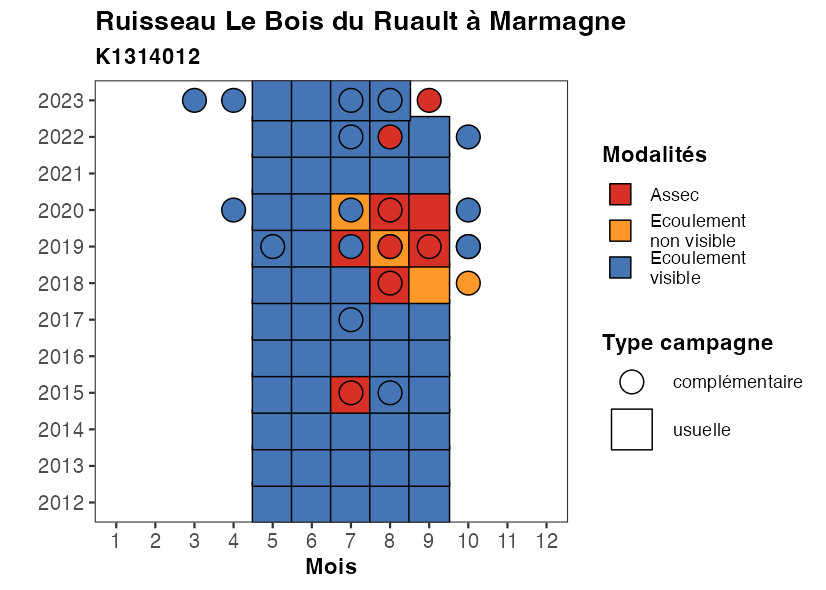 Ruisseau Le Bois du Ruault à Marmagne
K1314012
2023
2022
2021
2020
2019
2018
2017
2016
2015
2014
2013
2012
1 2 3 4 5 6 7 8 9 10 11 12
Mois
Modalités
Assec
Ecoulement
non visible
Ecoulement
visible
Type campagne
complémentaire
usuelle